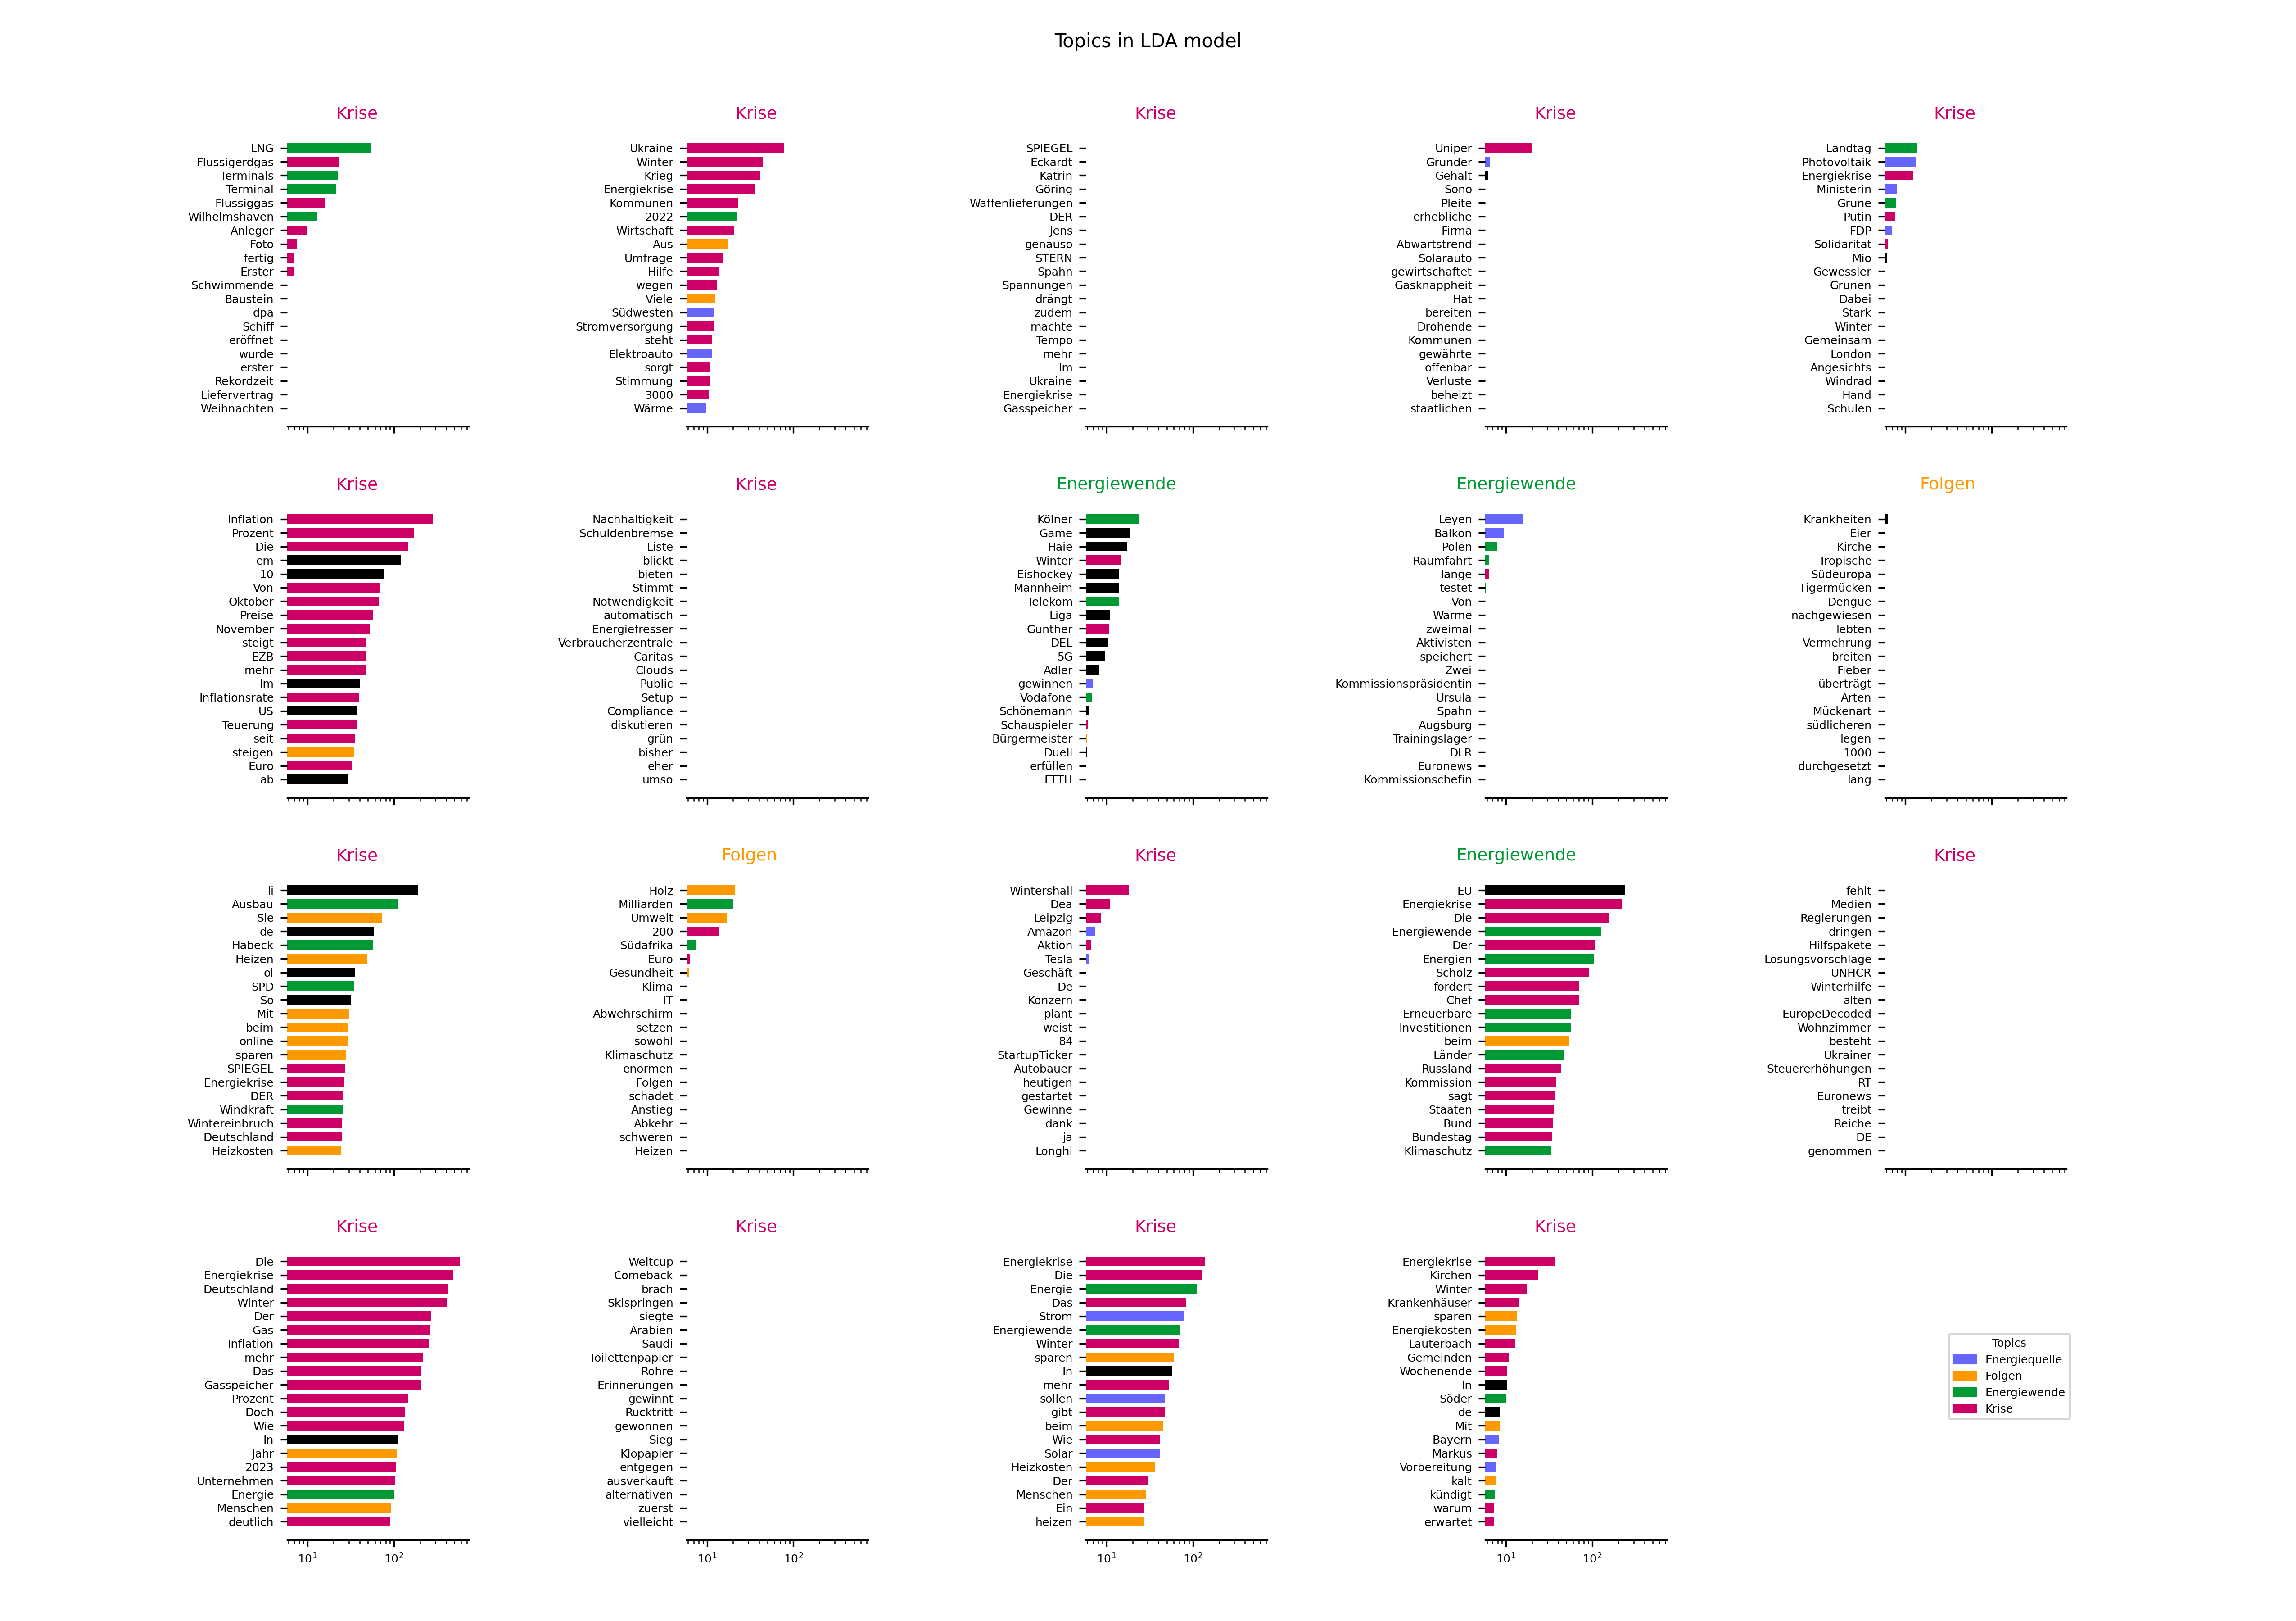 Topics in LDA model
Krise
LNG
Flüssigerdgas
Terminals
Terminal
Flüssiggas
Wilhelmshaven
Anleger
Foto
fertig
Erster
Schwimmende
Baustein
dpa
Schiff
eröffnet
wurde
erster
Rekordzeit
Liefervertrag
Weihnachten
Krise
Ukraine
Winter
Krieg
Energiekrise
Kommunen
2022
Wirtschaft
Aus
Umfrage
Hilfe
wegen
Viele
Südwesten
Stromversorgung
steht
Elektroauto
sorgt
Stimmung
3000
Wärme
Krise
SPIEGEL
Eckardt
Katrin
Göring
Waffenlieferungen
DER
Jens
genauso
STERN
Spahn
Spannungen
drängt
zudem
machte
Tempo
mehr
Im
Ukraine
Energiekrise
Gasspeicher
Krise
Uniper
Gründer
Gehalt
Sono
Pleite
erhebliche
Firma
Abwärtstrend
Solarauto
gewirtschaftet
Gasknappheit
Hat
bereiten
Drohende
Kommunen
gewährte
offenbar
Verluste
beheizt
staatlichen
Krise
Landtag
Photovoltaik
Energiekrise
Ministerin
Grüne
Putin
FDP
Solidarität
Mio
Gewessler
Grünen
Dabei
Stark
Winter
Gemeinsam
London
Angesichts
Windrad
Hand
Schulen
Krise
Inflation
Prozent
Die
em
10
Von
Oktober
Preise
November
steigt
EZB
mehr
Im
Inflationsrate
US
Teuerung
seit
steigen
Euro
ab
Krise
Nachhaltigkeit
Schuldenbremse
Liste
blickt
bieten
Stimmt
Notwendigkeit
automatisch
Energiefresser
Verbraucherzentrale
Caritas
Clouds
Public
Setup
Compliance
diskutieren
grün
bisher
eher
umso
Energiewende
Kölner
Game
Haie
Winter
Eishockey
Mannheim
Telekom
Liga
Günther
DEL
5G
Adler
gewinnen
Vodafone
Schönemann
Schauspieler
Bürgermeister
Duell
erfüllen
FTTH
Energiewende
Leyen
Balkon
Polen
Raumfahrt
lange
testet
Von
Wärme
zweimal
Aktivisten
speichert
Zwei
Kommissionspräsidentin
Ursula
Spahn
Augsburg
Trainingslager
DLR
Euronews
Kommissionschefin
Folgen
Krankheiten
Eier
Kirche
Tropische
Südeuropa
Tigermücken
Dengue
nachgewiesen
lebten
Vermehrung
breiten
Fieber
überträgt
Arten
Mückenart
südlicheren
legen
1000
durchgesetzt
lang
Krise
li
Ausbau
Sie
de
Habeck
Heizen
ol
SPD
So
Mit
beim
online
sparen
SPIEGEL
Energiekrise
DER
Windkraft
Wintereinbruch
Deutschland
Heizkosten
Folgen
Holz
Milliarden
Umwelt
200
Südafrika
Euro
Gesundheit
Klima
IT
Abwehrschirm
setzen
sowohl
Klimaschutz
enormen
Folgen
schadet
Anstieg
Abkehr
schweren
Heizen
Krise
Wintershall
Dea
Leipzig
Amazon
Aktion
Tesla
Geschäft
De
Konzern
plant
weist
84
StartupTicker
Autobauer
heutigen
gestartet
Gewinne
dank
ja
Longhi
Energiewende
EU
Energiekrise
Die
Energiewende
Der
Energien
Scholz
fordert
Chef
Erneuerbare
Investitionen
beim
Länder
Russland
Kommission
sagt
Staaten
Bund
Bundestag
Klimaschutz
Krise
fehlt
Medien
Regierungen
dringen
Hilfspakete
Lösungsvorschläge
UNHCR
Winterhilfe
alten
EuropeDecoded
Wohnzimmer
besteht
Ukrainer
Steuererhöhungen
RT
Euronews
treibt
Reiche
DE
genommen
Krise
Die
Energiekrise
Deutschland
Winter
Der
Gas
Inflation
mehr
Das
Gasspeicher
Prozent
Doch
Wie
In
Jahr
2023
Unternehmen
Energie
Menschen
deutlich
10¹ 10²
Krise
Weltcup
Comeback
brach
Skispringen
siegte
Arabien
Saudi
Toilettenpapier
Röhre
Erinnerungen
gewinnt
Rücktritt
gewonnen
Sieg
Klopapier
entgegen
ausverkauft
alternativen
zuerst
vielleicht
10¹ 10²
Krise
Energiekrise
Die
Energie
Das
Strom
Energiewende
Winter
sparen
In
mehr
sollen
gibt
beim
Wie
Solar
Heizkosten
Der
Menschen
Ein
heizen
10¹ 10²
Krise
Energiekrise
Kirchen
Winter
Krankenhäuser
sparen
Energiekosten
Lauterbach
Gemeinden
Wochenende
In
Söder
de
Mit
Bayern
Markus
Vorbereitung
kalt
kündigt
warum
erwartet
10¹ 10²
Topics
Energiequelle
Folgen
Energiewende
Krise